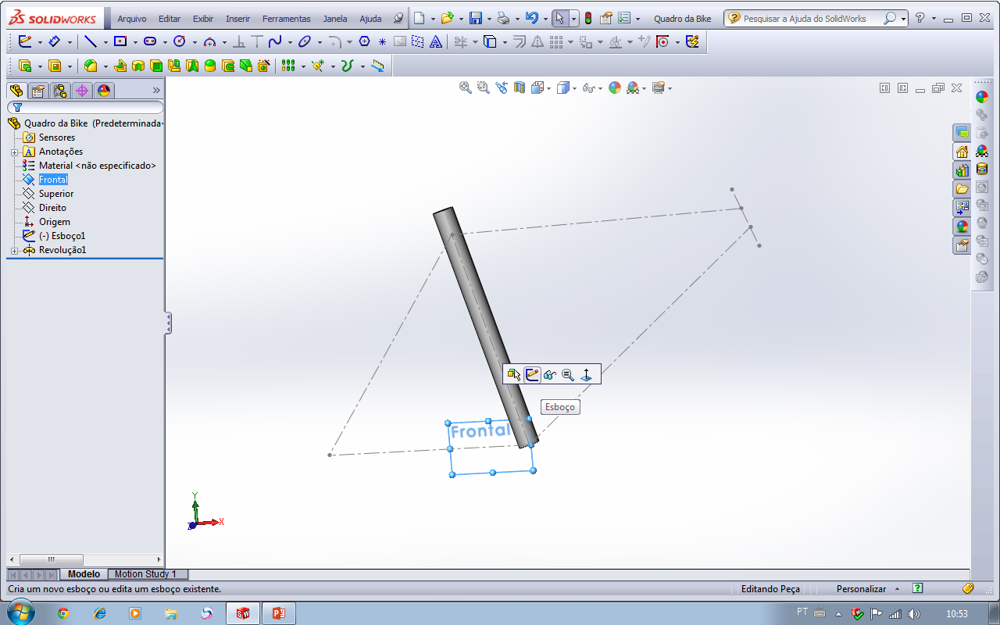 SOLIDWORKS Arquivo Editar Exibir Inserir Ferramentas Janela Ajuda Quadro da Bike Pesquisar a Ajuda do SolidWorks
Quadro da Bike (Predeterminada
Sensores
Anotações
Material <não especificado>
Frontal
Superior
Direito
Origem
(-) Esboço1
Revolução1
Esboço
Frontal
Y
X
Modelo Motion Study 1
Cria um novo esboço ou edita um esboço existente. Editando Peça Personalizar
PT 10:53